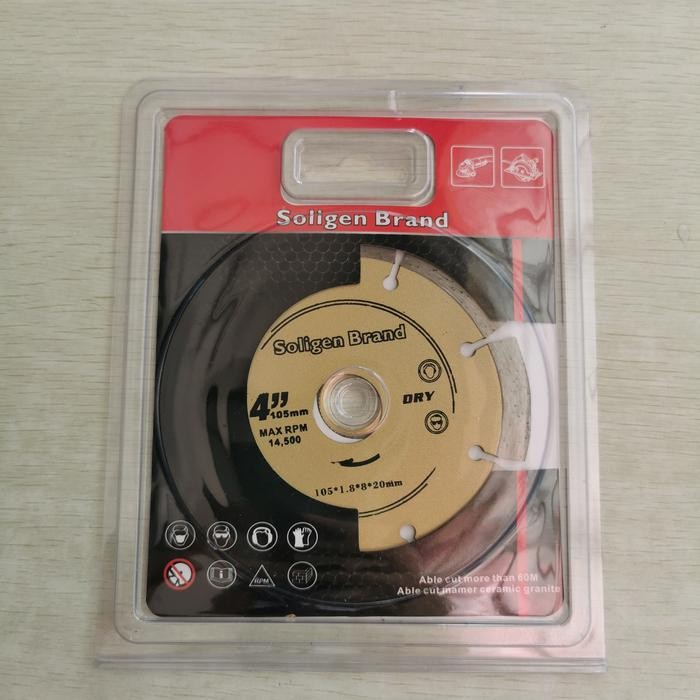 Soligen Brand
Soligen Brand
4”
105mm
DRY
MAX RPM
14,500
105*1.8*8*20mm
RPM
Able cut more than 60M
Able cut mamer ceramic granite